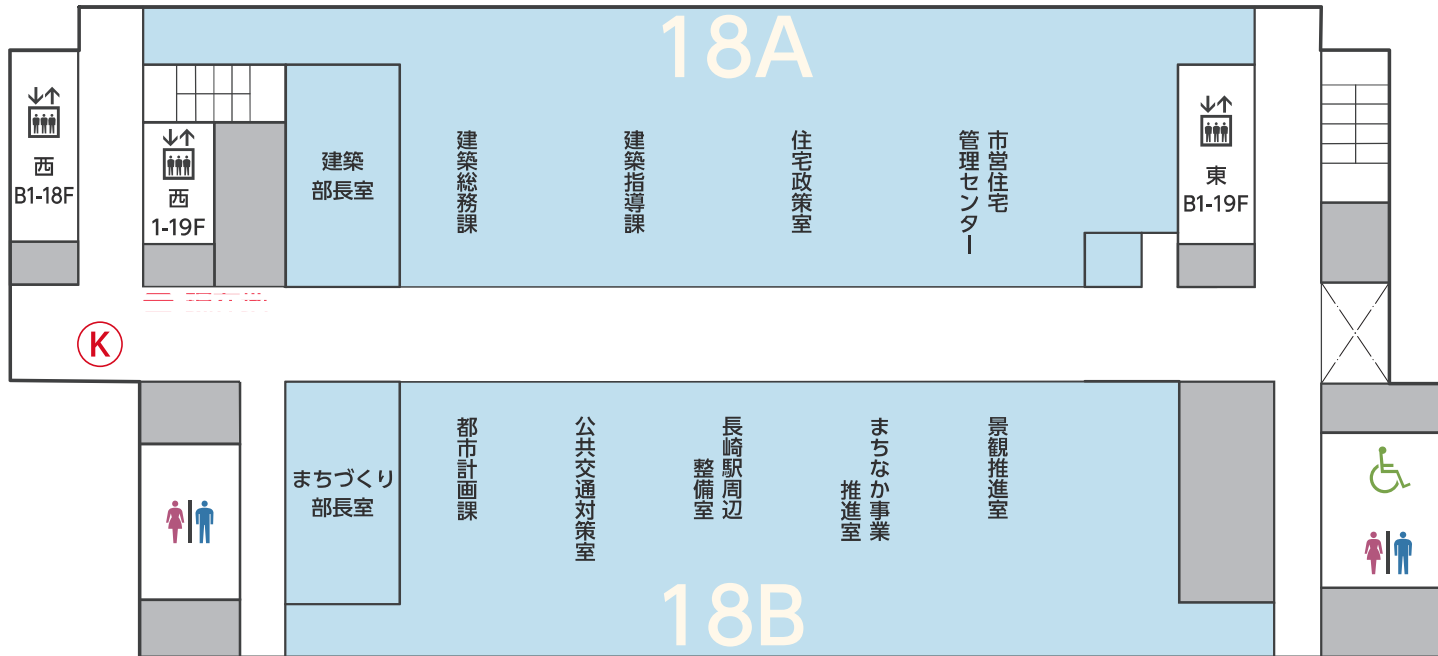 18A
西
B1-18F
西
1-19F
建築
部長室
建築総務課
建築指導課
住宅政策室
市営住宅
管理センター
東
B1-19F
K
まちづくり
部長室
都市計画課
公共交通対策室
長崎駅周辺
整備室
まちなか事業
推進室
景観推進室
18B